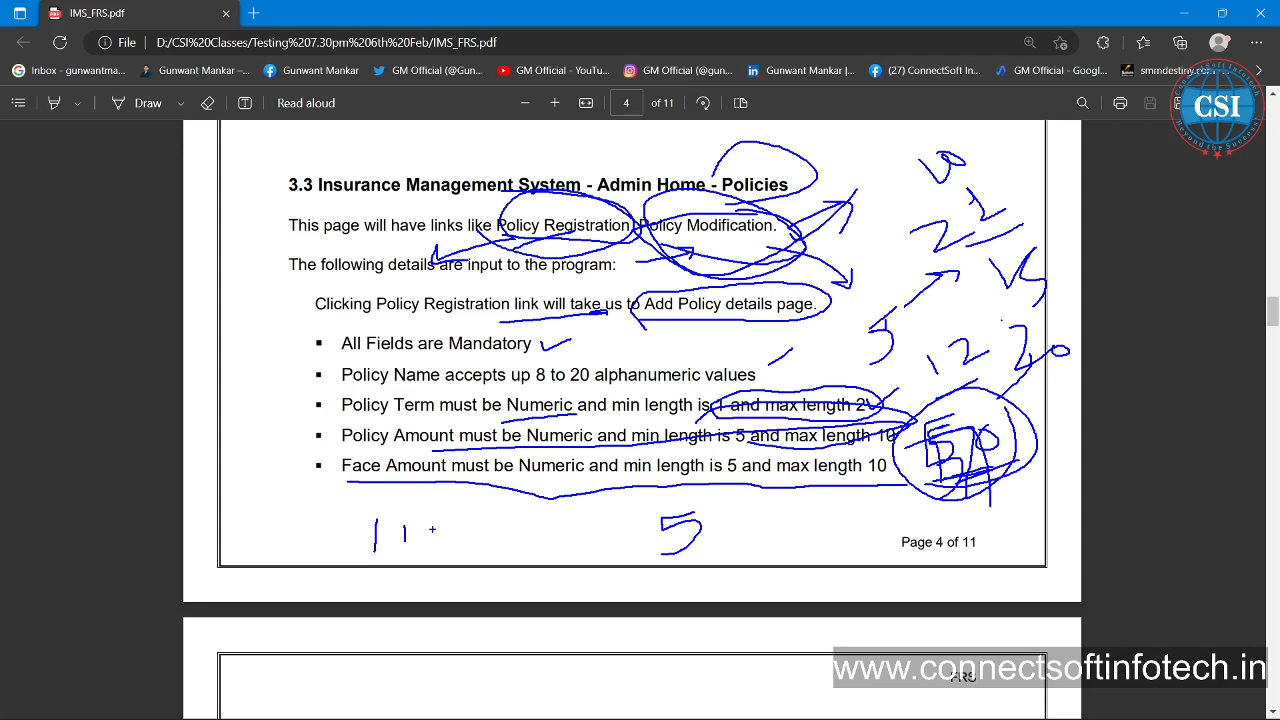 IMS_FRS.pdf
File D:/CSI%20Classes/Testing%207.30pm%206th%20Feb/IMS_FRS.pdf
Inbox - gunwantma... Gunwant Mankar –... Gunwant Mankar GM Official (@Gun... GM Official - YouTu... GM Official (@gun... Gunwant Mankar |... (27) ConnectSoft In... GM Official - Googl... smmdestiny.com
Draw Read aloud 4 of 11
CSI
Beyond the Success
3.3 Insurance Management System - Admin Home - Policies
This page will have links like Policy Registration, Policy Modification.
The following details are input to the program:
Clicking Policy Registration link will take us to Add Policy details page.
▪ All Fields are Mandatory
▪ Policy Name accepts up 8 to 20 alphanumeric values
▪ Policy Term must be Numeric and min length is 1 and max length 2
▪ Policy Amount must be Numeric and min length is 5 and max length 10
▪ Face Amount must be Numeric and min length is 5 and max length 10
5
Page 4 of 11
FRS
www.connectsoftinfotech.in